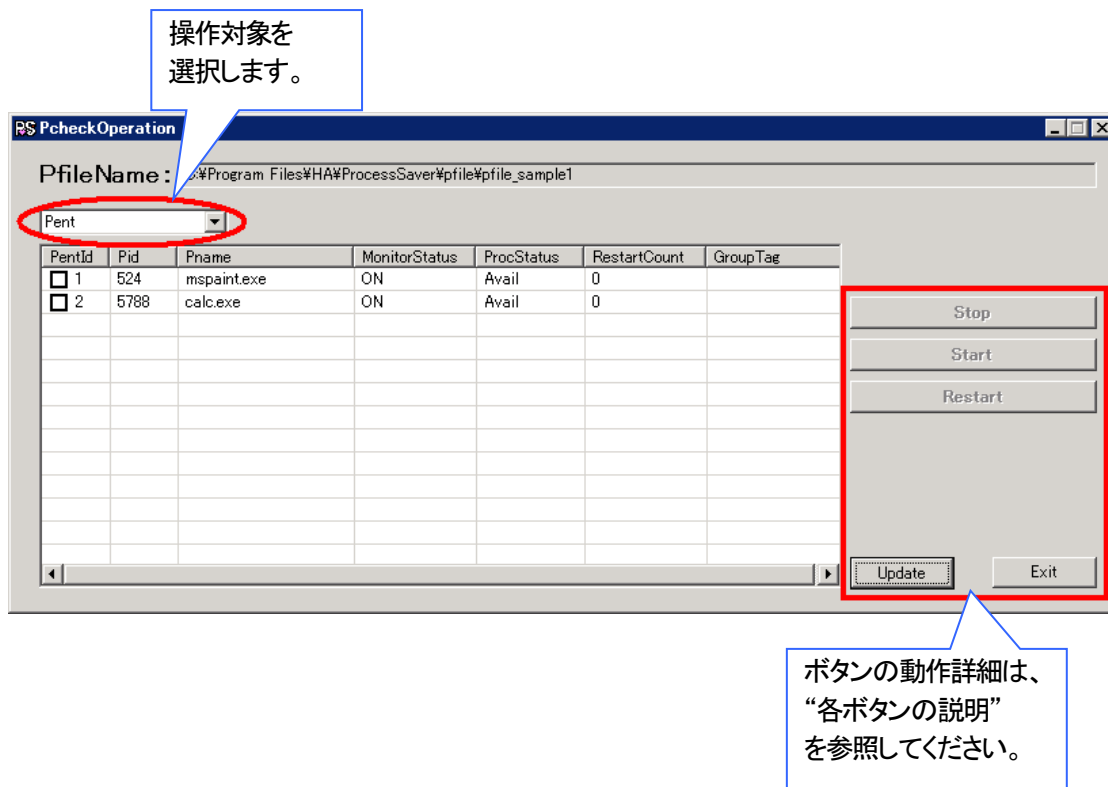 操作対象を
選択します。
PS PcheckOperation
PfileName: :¥Program Files¥HA¥ProcessSaver¥pfile¥pfile_sample1
Pent
PentId Pid Pname MonitorStatus ProcStatus RestartCount GroupTag
1 524 mspaint.exe ON Avail 0
2 5788 calc.exe ON Avail 0
Stop
Start
Restart
Update Exit
ボタンの動作詳細は、
“各ボタンの説明”
を参照してください。